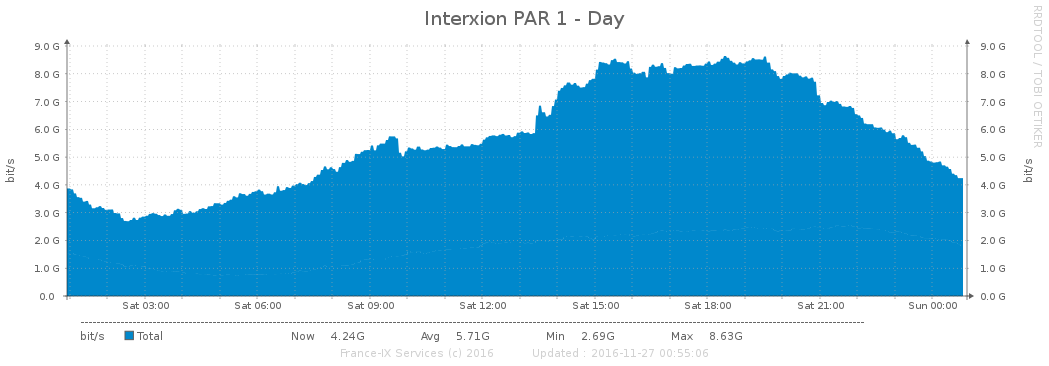 Interxion PAR 1 - Day
RRDTOOL / TOBI OETIKER
9.0 G 9.0 G
8.0 G 8.0 G
7.0 G 7.0 G
6.0 G 6.0 G
5.0 G 5.0 G
4.0 G 4.0 G
3.0 G 3.0 G
2.0 G 2.0 G
1.0 G 1.0 G
0.0 0.0 G
bit/s bit/s
Sat 03:00 Sat 06:00 Sat 09:00 Sat 12:00 Sat 15:00 Sat 18:00 Sat 21:00 Sun 00:00
bit/s Total Now 4.24G Avg 5.71G Min 2.69G Max 8.63G
France-IX Services (c) 2016 Updated : 2016-11-27 00:55:06